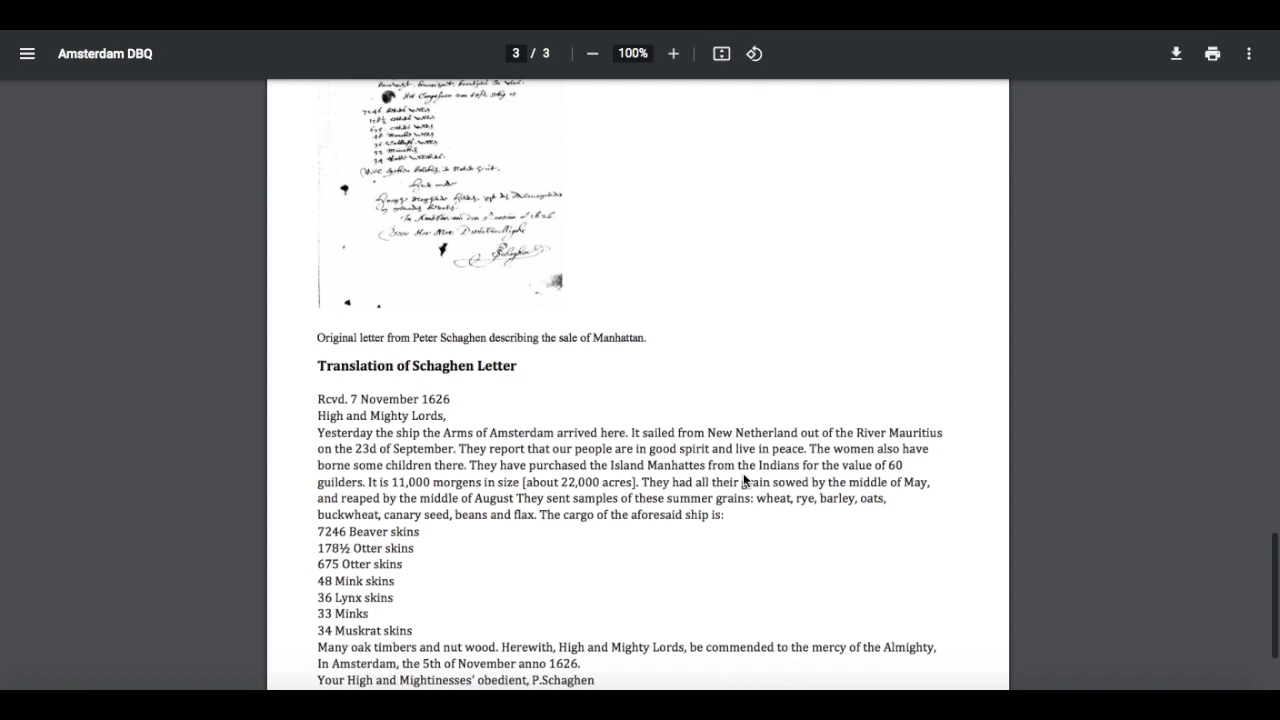 Amsterdam DBQ
3 / 3
100%
7246
675
34
Schaghen
Original letter from Peter Schaghen describing the sale of Manhattan.
Translation of Schaghen Letter
Rcvd. 7 November 1626
High and Mighty Lords,
Yesterday the ship the Arms of Amsterdam arrived here. It sailed from New Netherland out of the River Mauritius
on the 23d of September. They report that our people are in good spirit and live in peace. The women also have
borne some children there. They have purchased the Island Manhattes from the Indians for the value of 60
guilders. It is 11,000 morgens in size [about 22,000 acres]. They had all their grain sowed by the middle of May,
and reaped by the middle of August They sent samples of these summer grains: wheat, rye, barley, oats,
buckwheat, canary seed, beans and flax. The cargo of the aforesaid ship is:
7246 Beaver skins
178½ Otter skins
675 Otter skins
48 Mink skins
36 Lynx skins
33 Minks
34 Muskrat skins
Many oak timbers and nut wood. Herewith, High and Mighty Lords, be commended to the mercy of the Almighty,
In Amsterdam, the 5th of November anno 1626.
Your High and Mightinesses' obedient, P.Schaghen